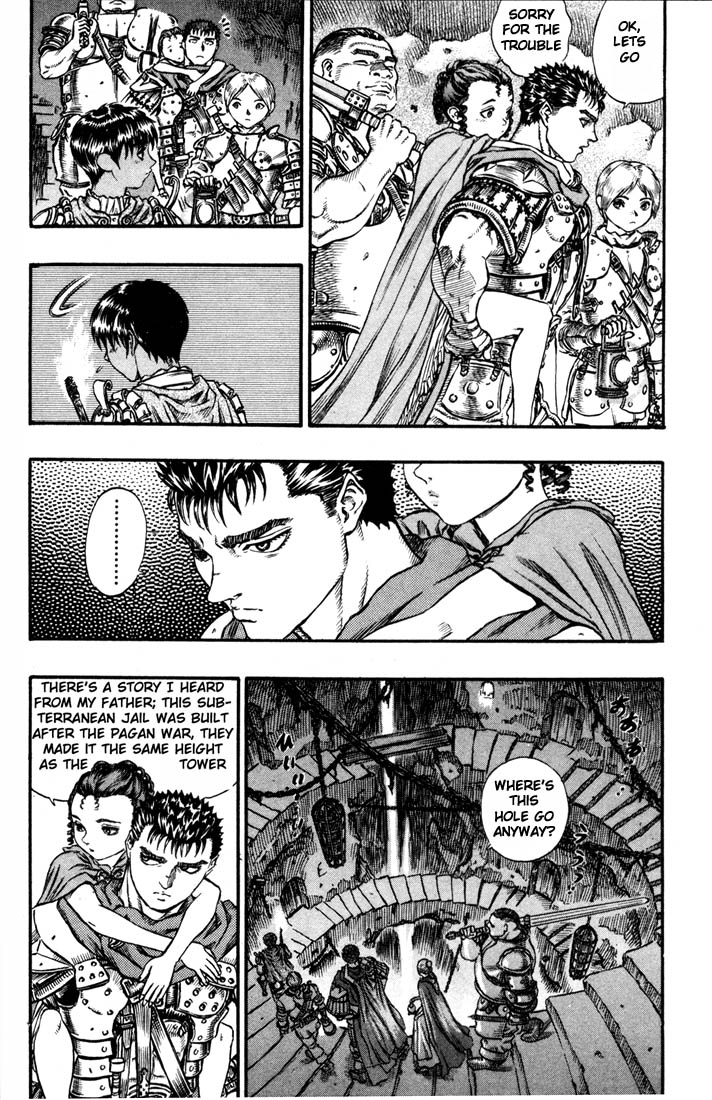 OK,
LETS
GO
SORRY
FOR THE
TROUBLE
………
WHERE'S
THIS
HOLE GO
ANYWAY?
THERE'S A STORY I HEARD
FROM MY FATHER; THIS SUB-
TERRANEAN JAIL WAS BUILT
AFTER THE PAGAN WAR, THEY
MADE IT THE SAME HEIGHT
AS THE TOWER